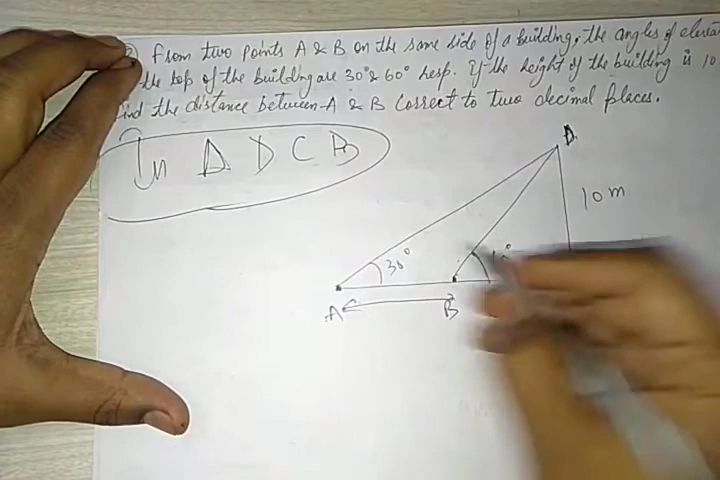 From two points A & B on the same side of a building, the angles of
the top of the building are 30° & 60° resp. If the height of the building is 10
find the distance between A & B Correct to two decimal places.
In Δ DCB
D
10 m
30°
A
B